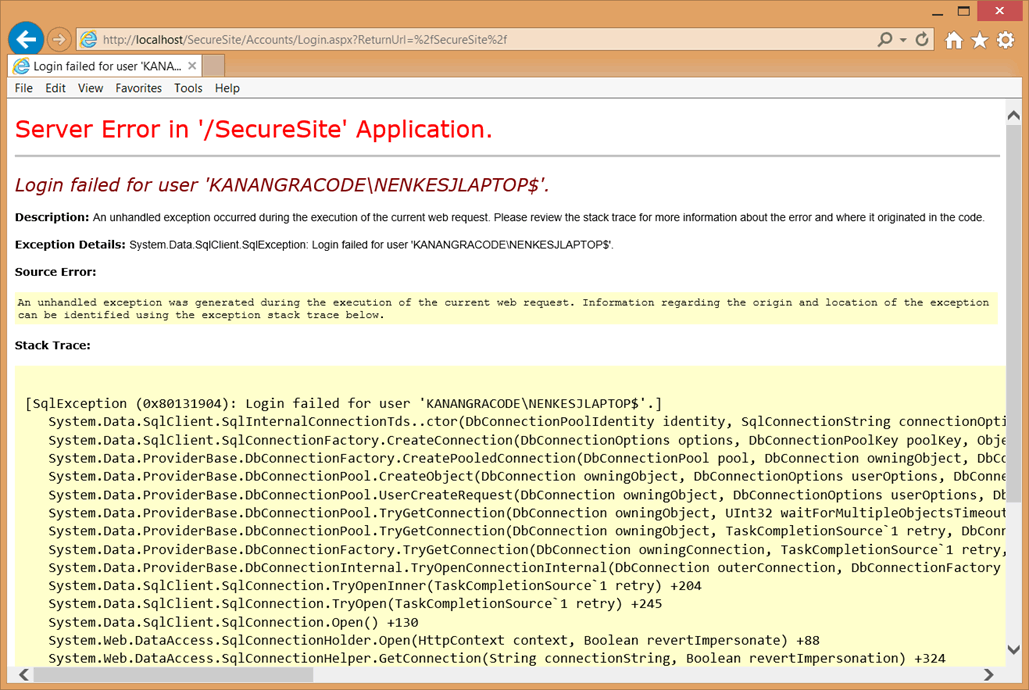 http://localhost/SecureSite/Accounts/Login.aspx?ReturnUrl=%2fSecureSite%2f
Login failed for user 'KANA...
File Edit View Favorites Tools Help
Server Error in '/SecureSite' Application.
Login failed for user 'KANANGRACODE\NENKESJLAPTOP$'.
Description: An unhandled exception occurred during the execution of the current web request. Please review the stack trace for more information about the error and where it originated in the code.
Exception Details: System.Data.SqlClient.SqlException: Login failed for user 'KANANGRACODE\NENKESJLAPTOP$'.
Source Error:
An unhandled exception was generated during the execution of the current web request. Information regarding the origin and location of the exception
can be identified using the exception stack trace below.
Stack Trace:
[SqlException (0x80131904): Login failed for user 'KANANGRACODE\NENKESJLAPTOP$'.]
System.Data.SqlClient.SqlInternalConnectionTds..ctor(DbConnectionPoolIdentity identity, SqlConnectionString connectionOpti
System.Data.SqlClient.SqlConnectionFactory.CreateConnection(DbConnectionOptions options, DbConnectionPoolKey poolKey, Obje
System.Data.ProviderBase.DbConnectionFactory.CreatePooledConnection(DbConnectionPool pool, DbConnection owningObject, DbCo
System.Data.ProviderBase.DbConnectionPool.CreateObject(DbConnection owningObject, DbConnectionOptions userOptions, DbConne
System.Data.ProviderBase.DbConnectionPool.UserCreateRequest(DbConnection owningObject, DbConnectionOptions userOptions, Db
System.Data.ProviderBase.DbConnectionPool.TryGetConnection(DbConnection owningObject, UInt32 waitForMultipleObjectsTimeout
System.Data.ProviderBase.DbConnectionPool.TryGetConnection(DbConnection owningObject, TaskCompletionSource`1 retry, DbConn
System.Data.ProviderBase.DbConnectionFactory.TryGetConnection(DbConnection owningConnection, TaskCompletionSource`1 retry,
System.Data.ProviderBase.DbConnectionInternal.TryOpenConnectionInternal(DbConnection outerConnection, DbConnectionFactory
System.Data.SqlClient.SqlConnection.TryOpenInner(TaskCompletionSource`1 retry) +204
System.Data.SqlClient.SqlConnection.TryOpen(TaskCompletionSource`1 retry) +245
System.Data.SqlClient.SqlConnection.Open() +130
System.Web.DataAccess.SqlConnectionHolder.Open(HttpContext context, Boolean revertImpersonate) +88
System.Web.DataAccess.SqlConnectionHelper.GetConnection(String connectionString, Boolean revertImpersonation) +324